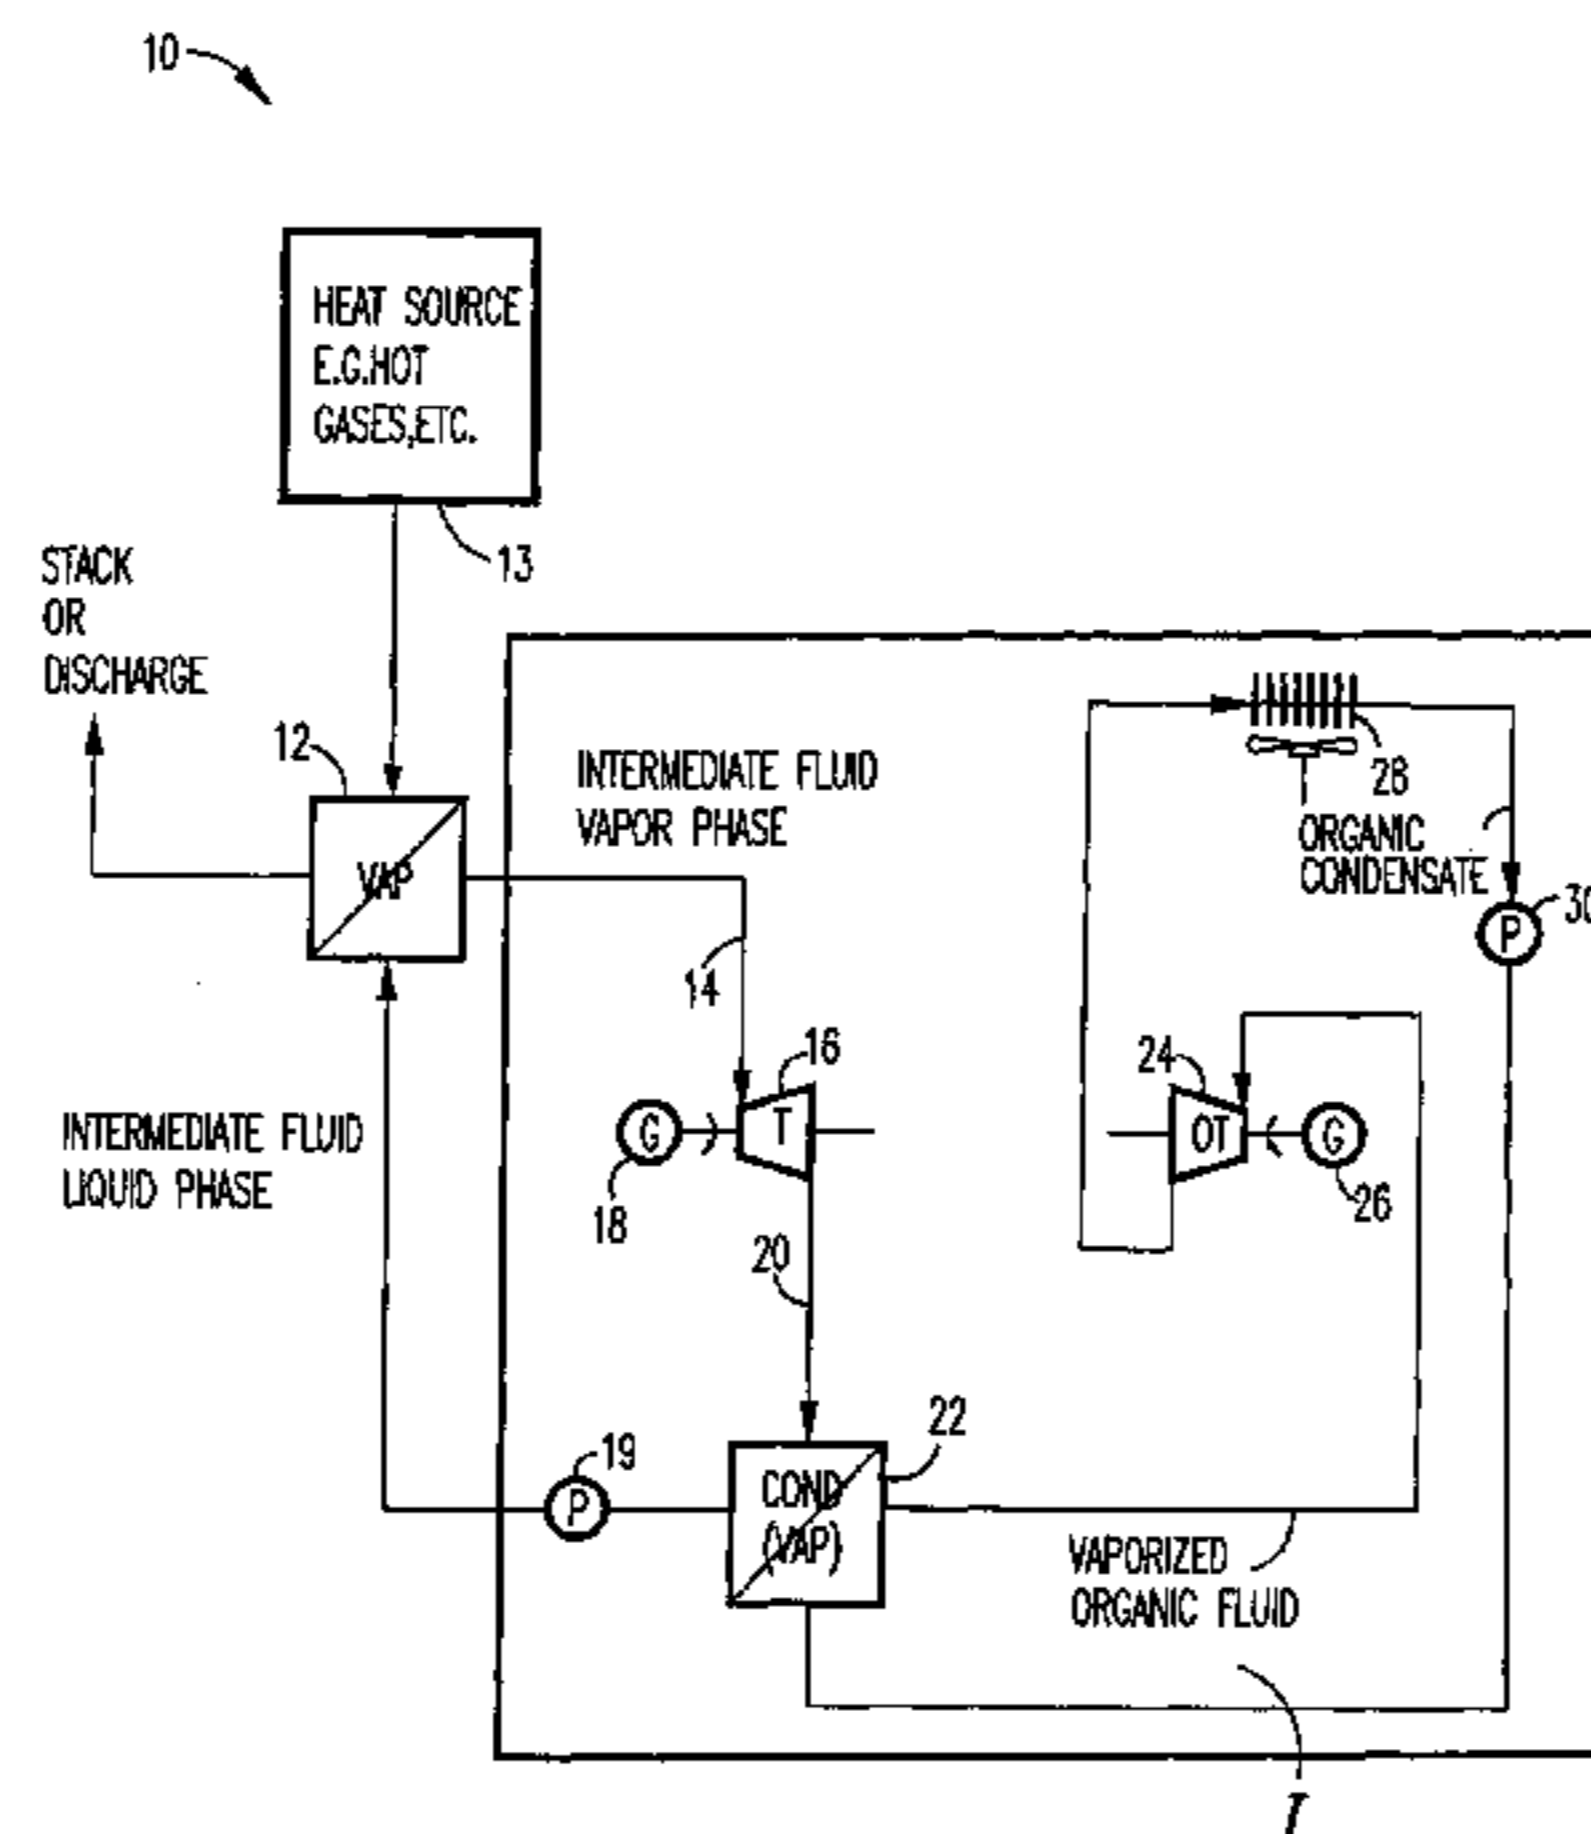 10
HEAT SOURCE
E.G.HOT
GASES,ETC.
13
STACK
OR
DISCHARGE
12
VAP
INTERMEDIATE FLUID
VAPOR PHASE
28
ORGANIC
CONDENSATE
30
P
14
16
T
G
18
24
OT
G
26
INTERMEDIATE FLUID
LIQUID PHASE
20
22
19
P
COND
(VAP)
VAPORIZED
ORGANIC FLUID